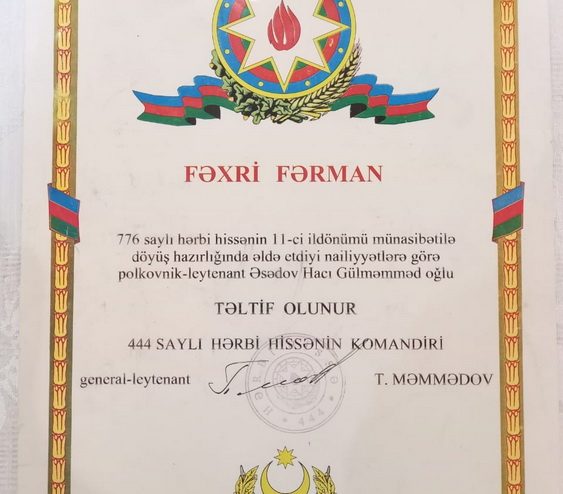 FƏXRİ FƏRMAN
776 saylı hərbi hissənin 11-ci ildönümü münasibətilə
döyüş hazırlığında əldə etdiyi nailiyyətlərə görə
polkovnik-leytenant Əsədov Hacı Gülməmməd oğlu
TƏLTİF OLUNUR
444 SAYLI HƏRBİ HİSSƏNİN KOMANDİRİ
general-leytenant T. MƏMMƏDOV
444